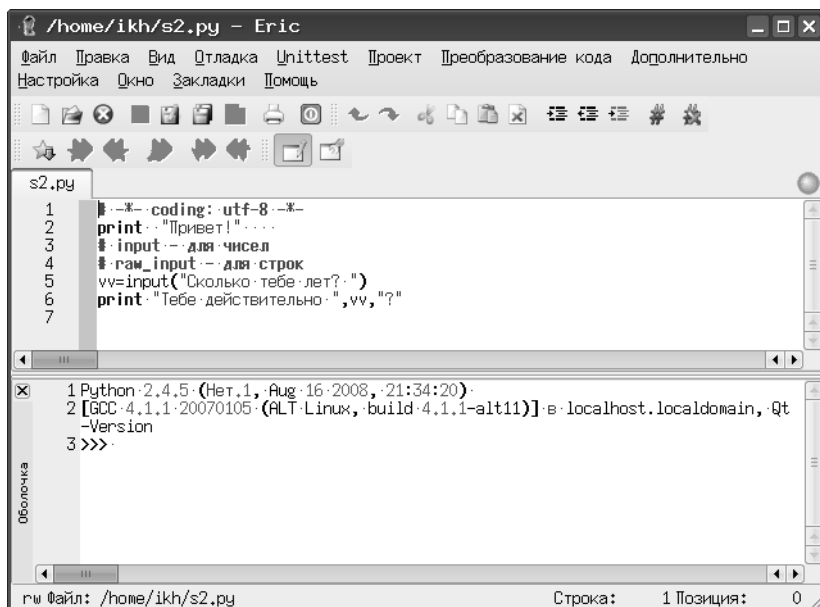 /home/ikh/s2.py - Eric
Файл Правка Вид Отладка Unittest Проект Преобразование кода Дополнительно
Настройка Окно Закладки Помощь
s2.py
1 # -*- coding: utf-8 -*-
2 print "Привет!"
3 # input - для чисел
4 # raw_input - для строк
5 vv=input("Сколько тебе лет? ")
6 print "Тебе действительно ",vv,"?"
7
1 Python 2.4.5 (Нет.1, Aug 16 2008, 21:34:20)
2 [GCC 4.1.1 20070105 (ALT Linux, build 4.1.1-alt11)] в localhost.localdomain, Qt
-Version
3 >>>
Оболочка
rw Файл: /home/ikh/s2.py Строка: 1 Позиция: 0